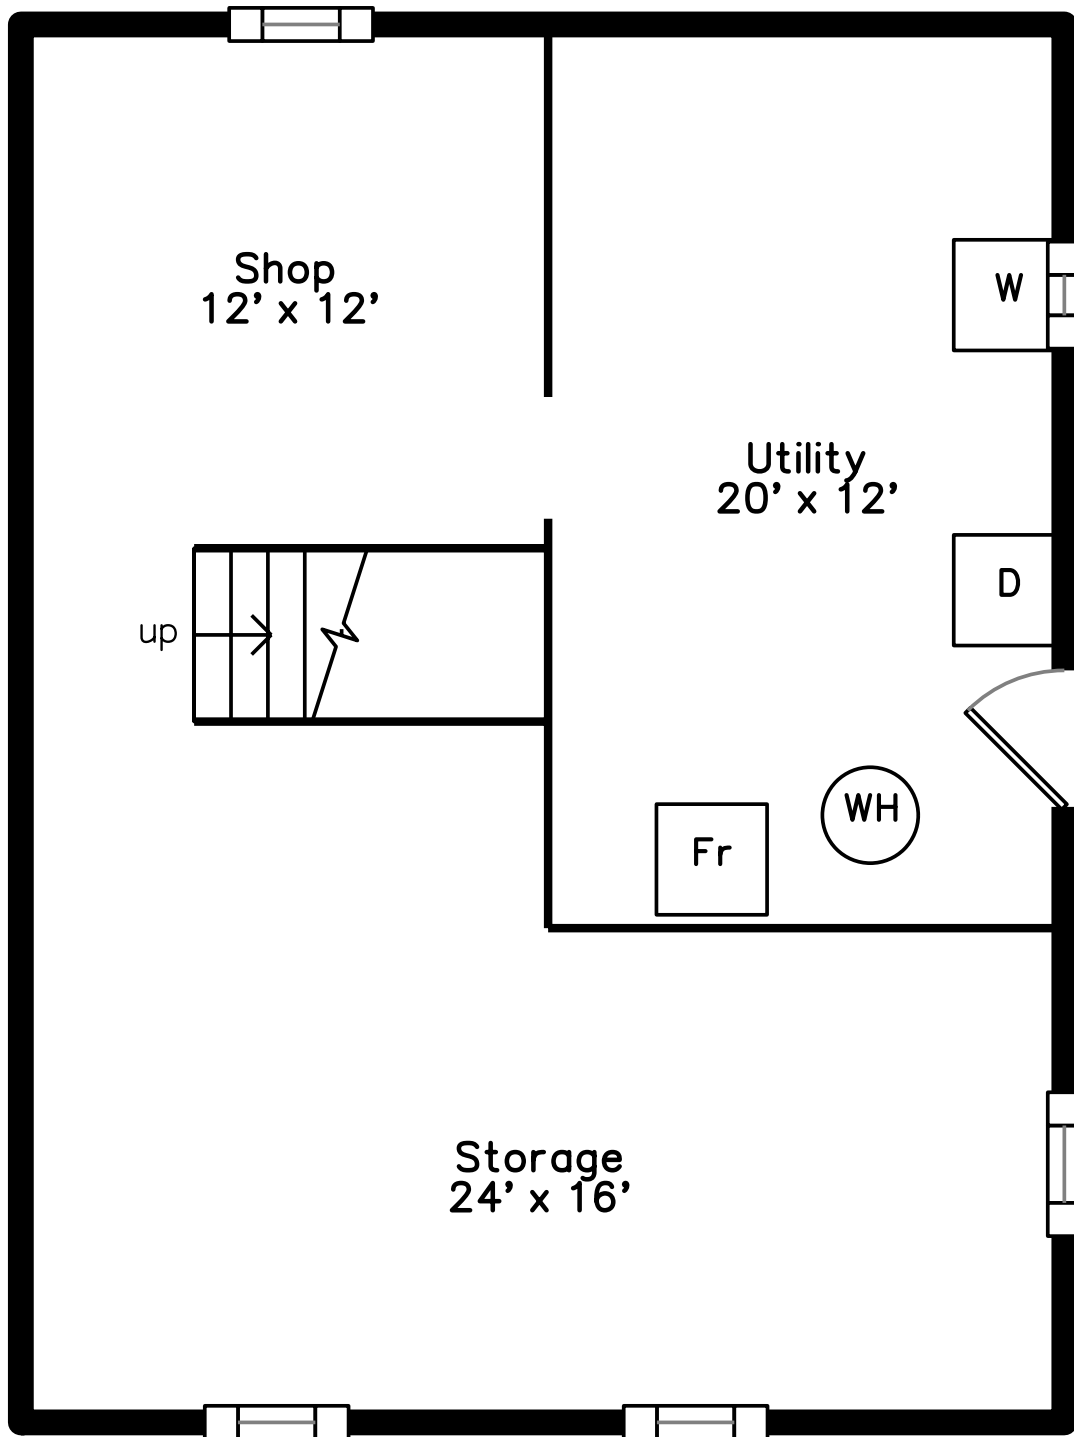 Shop
12' x 12'
W
Utility
20' x 12'
D
up
WH
Fr
Storage
24' x 16'